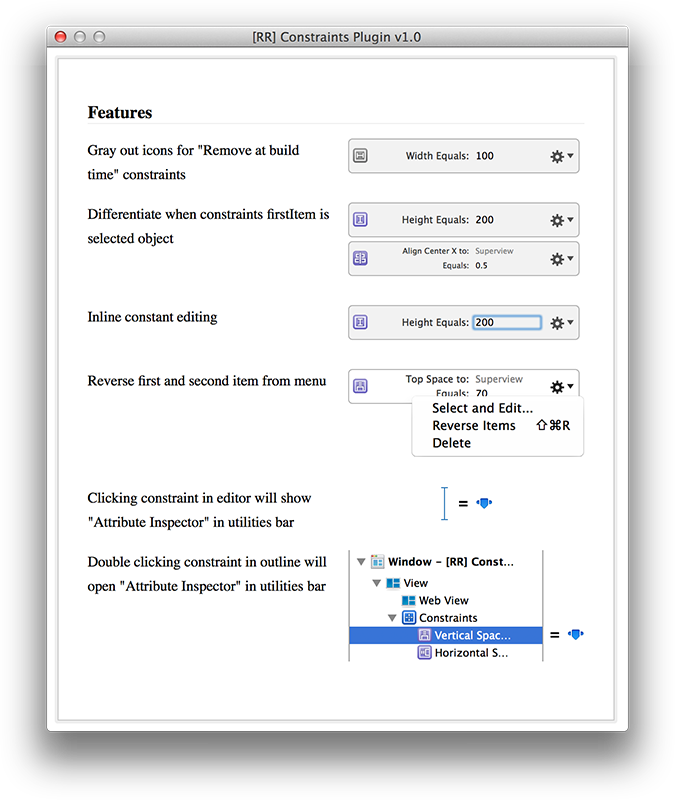 [RR] Constraints Plugin v1.0
Features
Gray out icons for "Remove at build
time" constraints
Width Equals: 100
Differentiate when constraints firstItem is
selected object
Height Equals: 200
Align Center X to: Superview
Equals: 0.5
Inline constant editing
Height Equals: 200
Reverse first and second item from menu
Top Space to: Superview
Equals: 70
Select and Edit...
Reverse Items ⇧⌘R
Delete
Clicking constraint in editor will show
"Attribute Inspector" in utilities bar
=
Double clicking constraint in outline will
open "Attribute Inspector" in utilities bar
Window - [RR] Const...
View
Web View
Constraints
Vertical Spac...
=
Horizontal S...